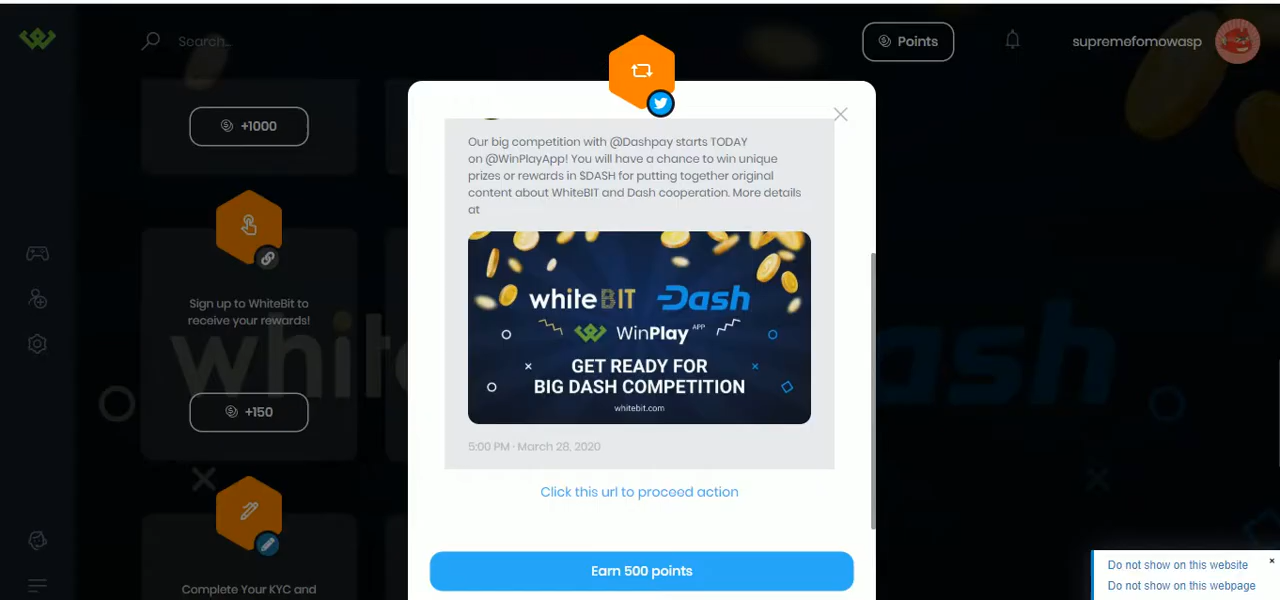 Search...
Points
supremefomowasp
+1000
Our big competition with @Dashpay starts TODAY
on @WinPlayApp! You will have a chance to win unique
prizes or rewards in $DASH for putting together original
content about WhiteBIT and Dash cooperation. More details
at
whiteBIT Dash
WinPlay APP
GET READY FOR
BIG DASH COMPETITION
whitebit.com
5:00 PM · March 28, 2020
Click this url to proceed action
Earn 500 points
Sign up to WhiteBit to
receive your rewards!
+150
Complete Your KYC and
white
Dash
Do not show on this website
Do not show on this webpage